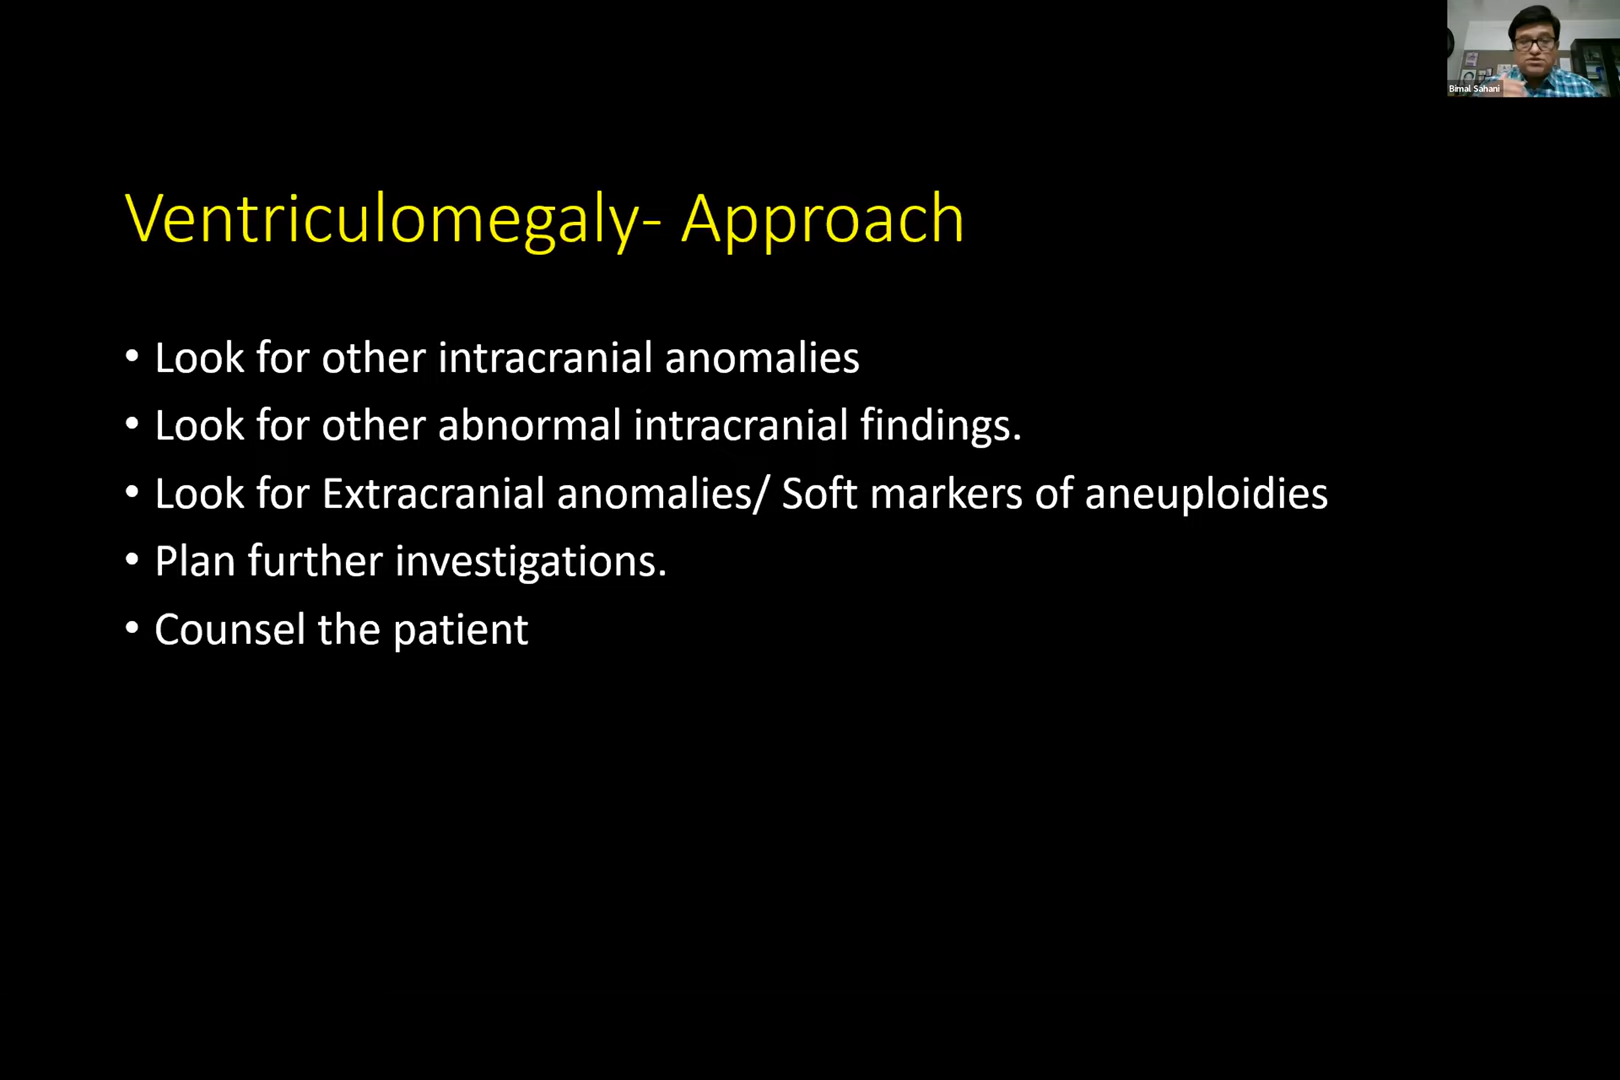 Bimal Sahani
Ventriculomegaly- Approach
• Look for other intracranial anomalies
• Look for other abnormal intracranial findings.
• Look for Extracranial anomalies/ Soft markers of aneuploidies
• Plan further investigations.
• Counsel the patient